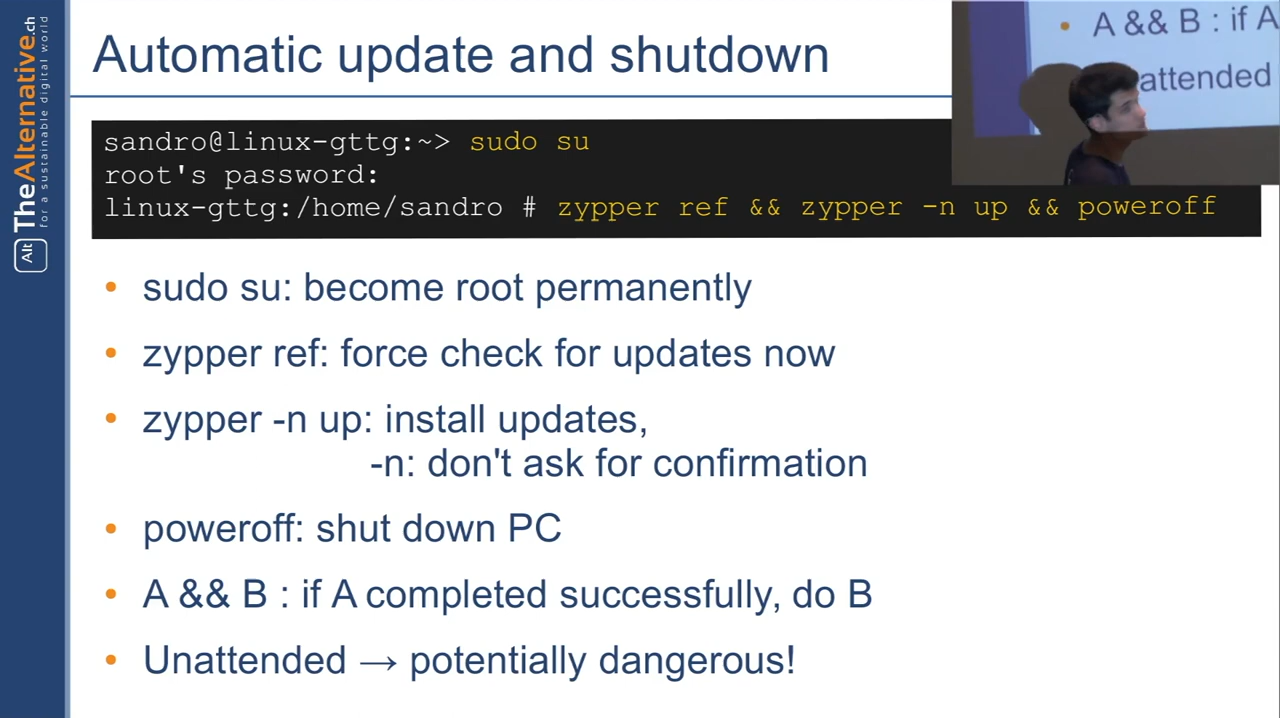 Automatic update and shutdown
sandro@linux-gttg:~> sudo su
root's password:
linux-gttg:/home/sandro # zypper ref && zypper -n up && poweroff
• sudo su: become root permanently
• zypper ref: force check for updates now
• zypper -n up: install updates,
-n: don't ask for confirmation
• poweroff: shut down PC
• A && B : if A completed successfully, do B
• Unattended → potentially dangerous!
Alt TheAlternative.ch
for a sustainable digital world
• A && B : if A
attended